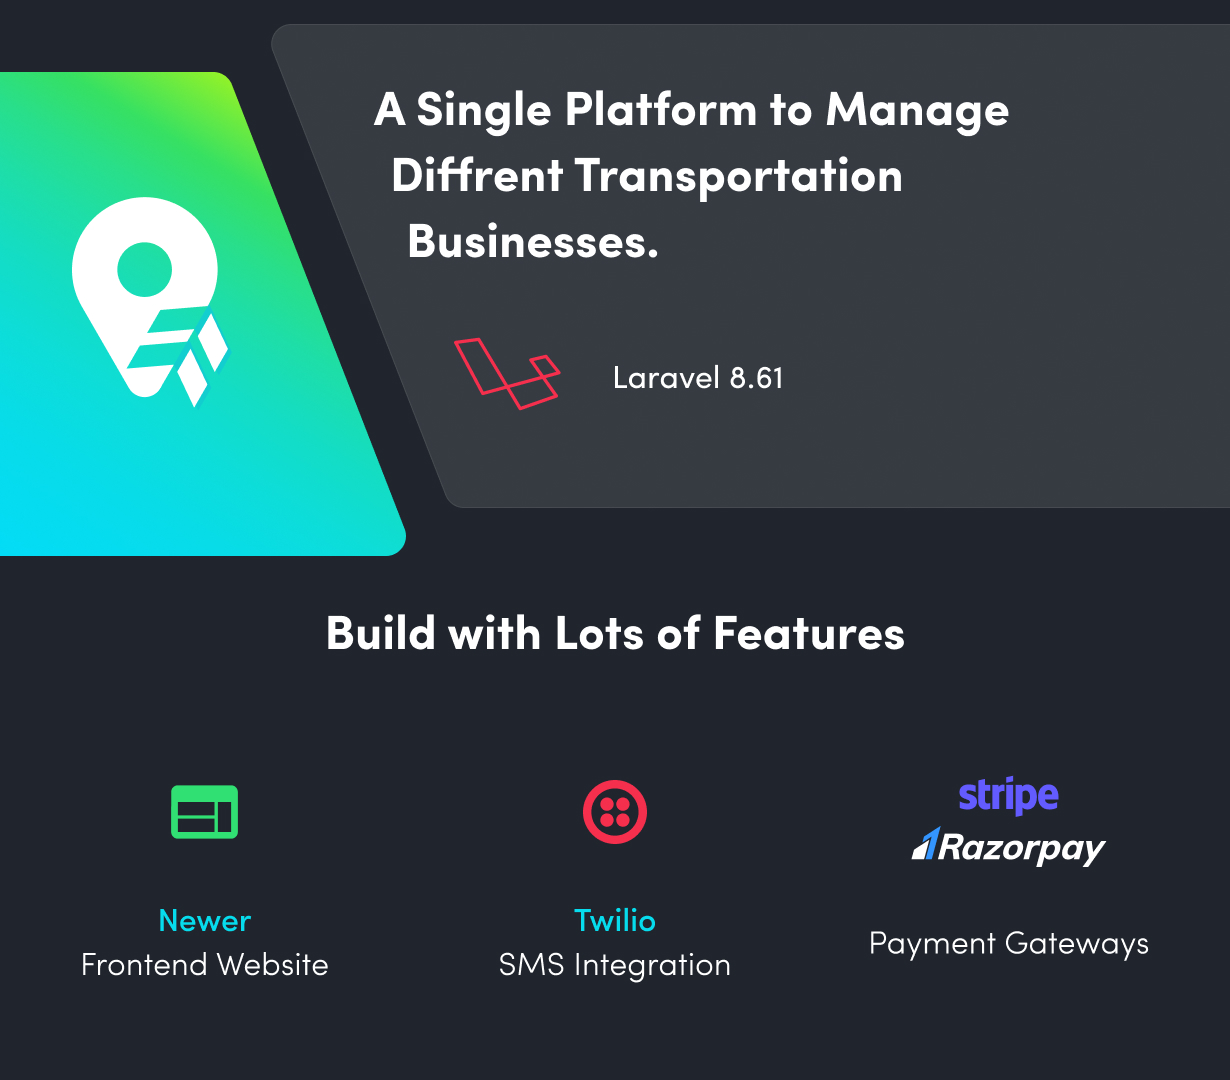 A Single Platform to Manage
Diffrent Transportation
Businesses.
Laravel 8.61
Build with Lots of Features
Newer
Frontend Website
Twilio
SMS Integration
stripe
Razorpay
Payment Gateways